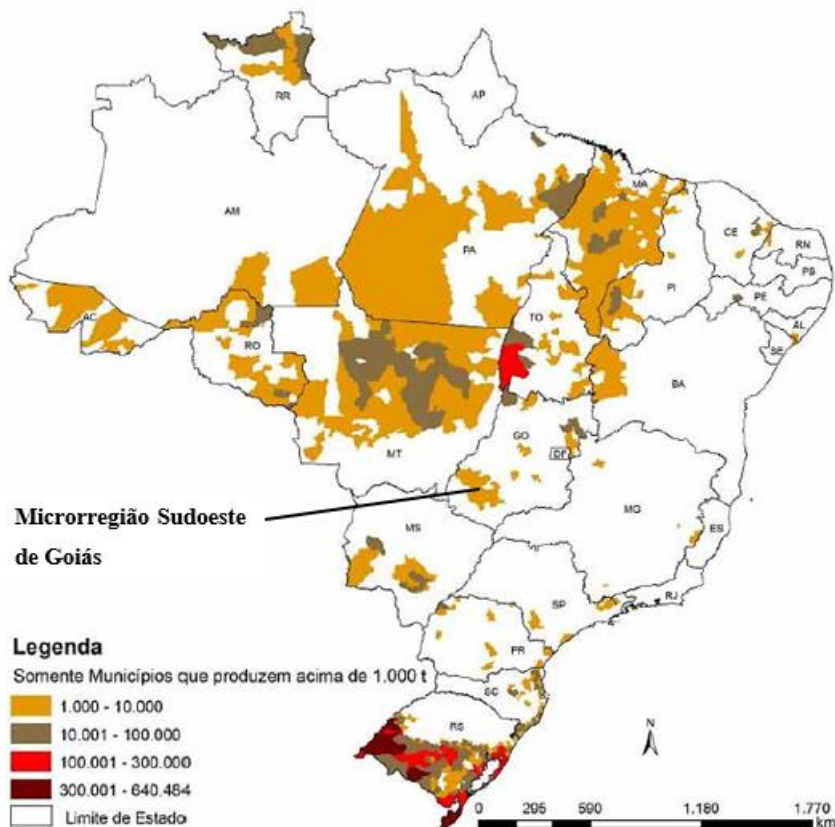 RR
AP
AM
PA
MA
CE
RN
PB
PE
AL
SE
PI
AC
RO
TO
BA
MT
GO
DF
MG
ES
Microrregião Sudoeste
de Goiás
MS
SP
RJ
PR
SC
RS
Legenda
Somente Municípios que produzem acima de 1.000 t
1.000 - 10.000
10.001 - 100.000
100.001 - 300.000
300.001 - 640.484
Limite de Estado
N
0 295 590 1.180 1.770
km